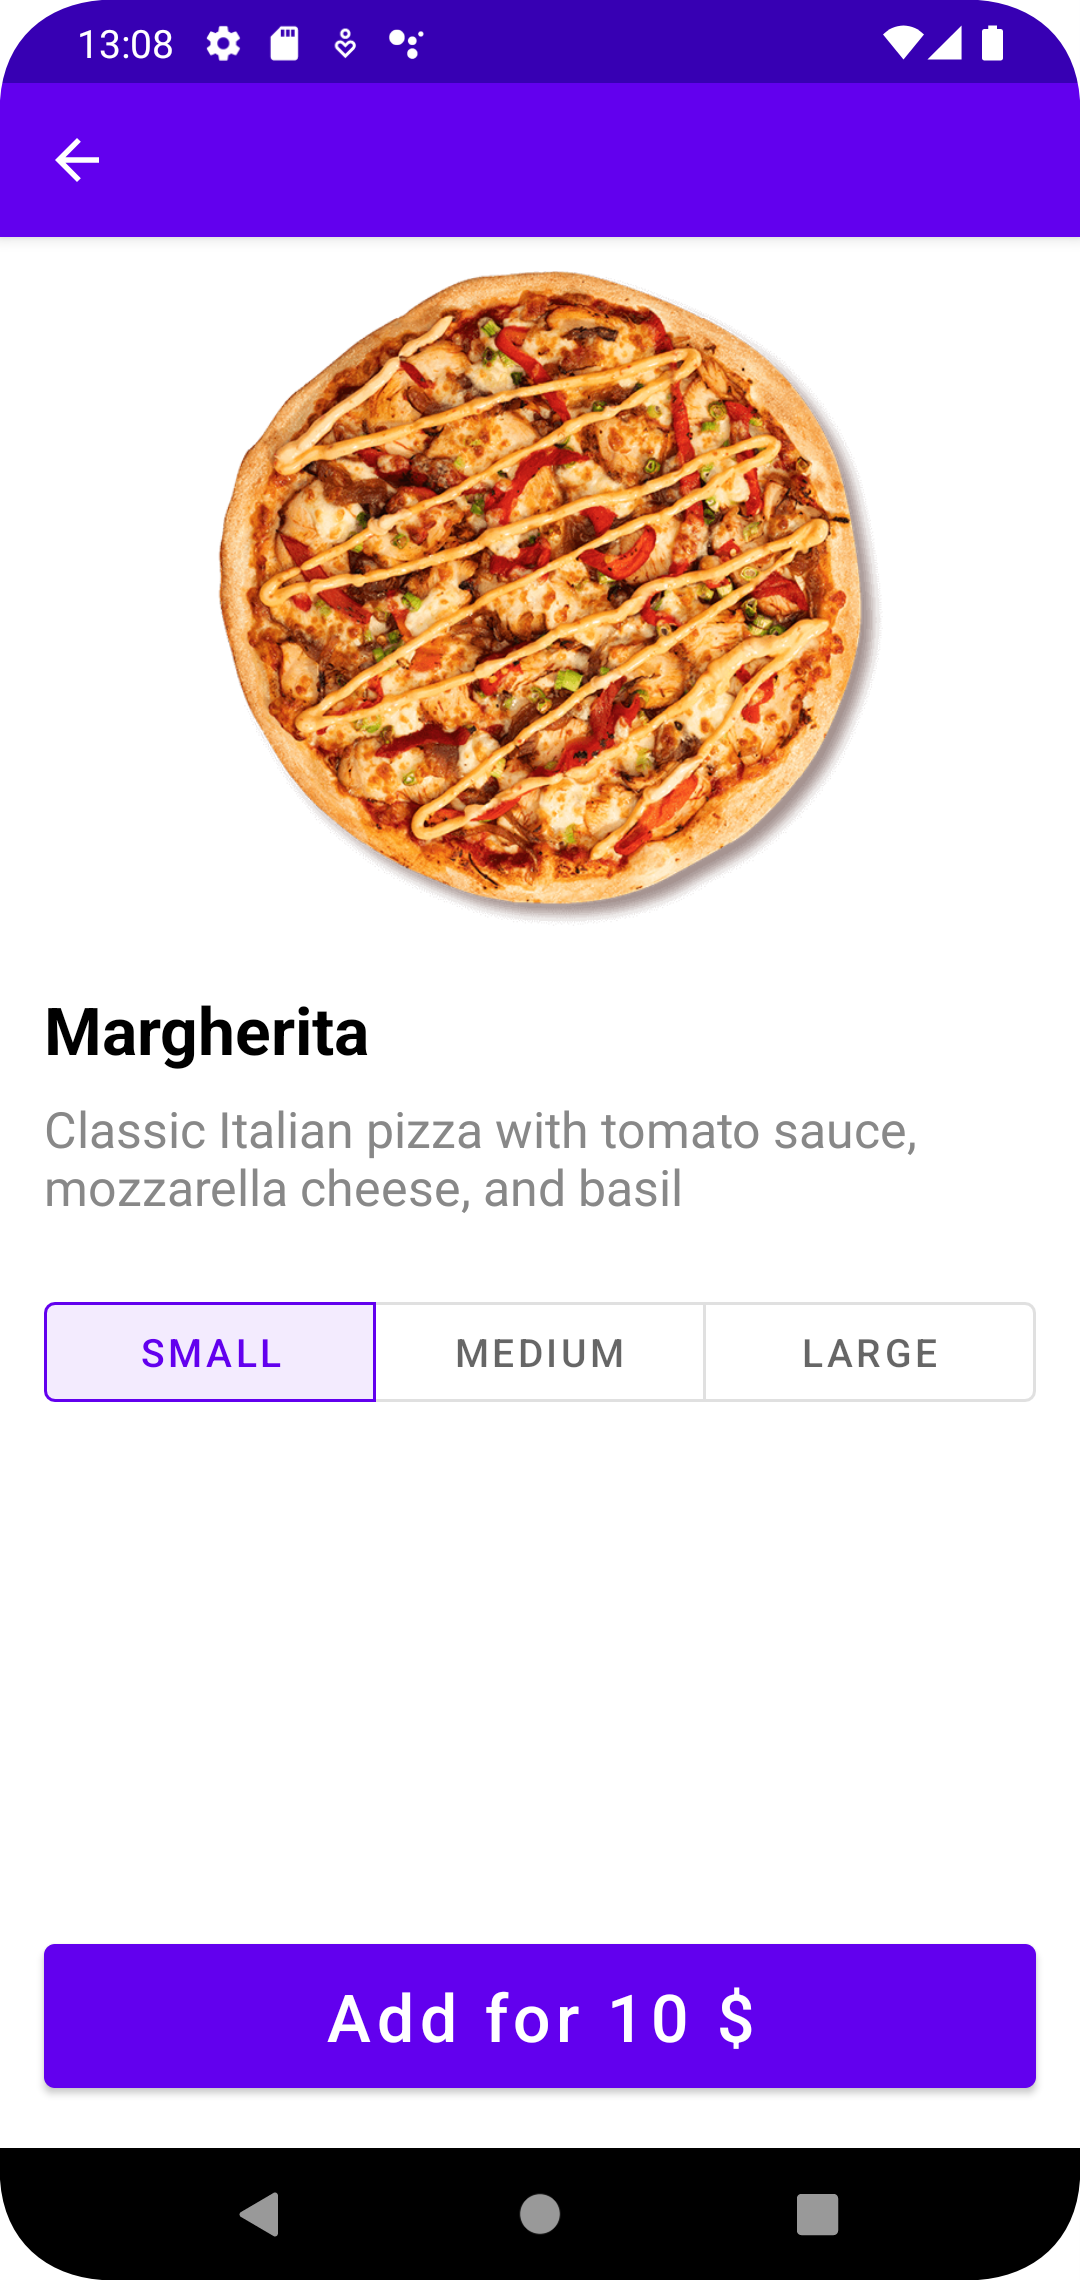 13:08
Margherita
Classic Italian pizza with tomato sauce,
mozzarella cheese, and basil
SMALL MEDIUM LARGE
Add for 10 $